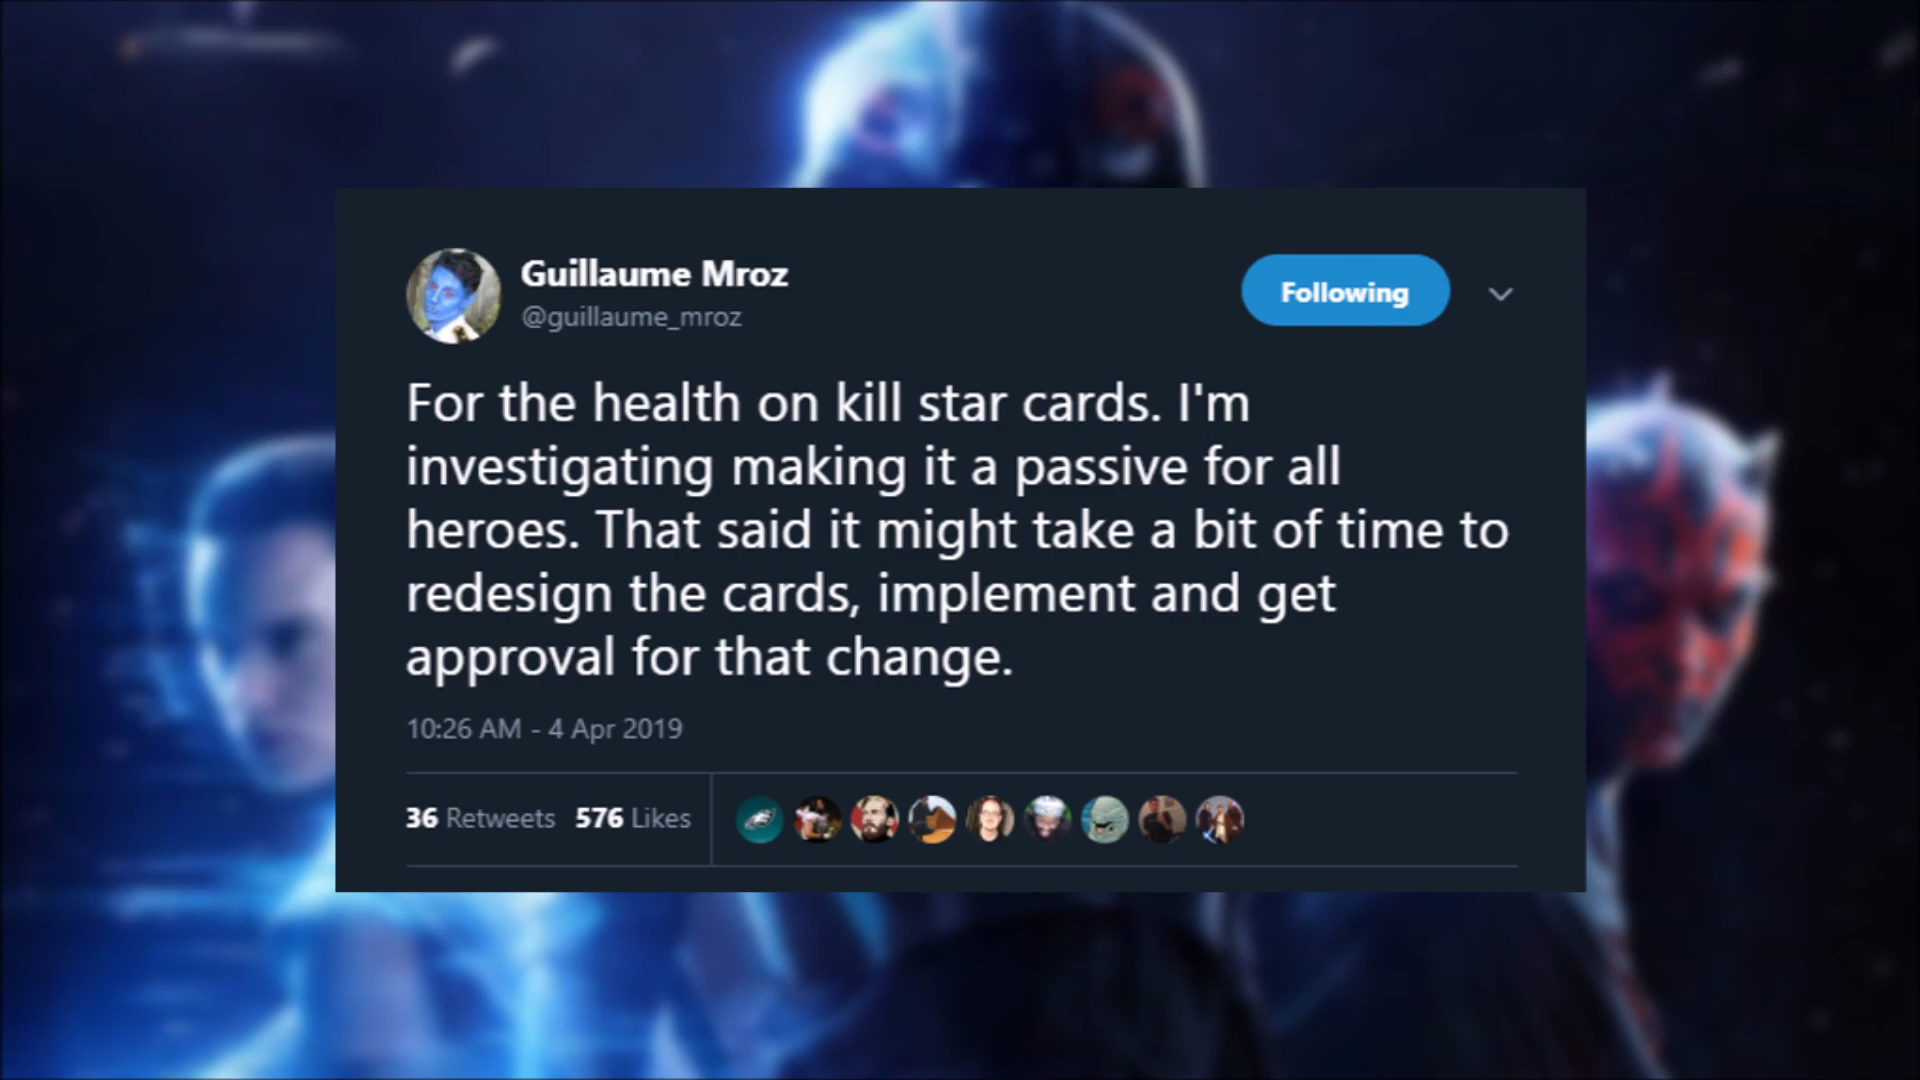 Guillaume Mroz
@guillaume_mroz
Following
For the health on kill star cards. I'm
investigating making it a passive for all
heroes. That said it might take a bit of time to
redesign the cards, implement and get
approval for that change.
10:26 AM - 4 Apr 2019
36 Retweets 576 Likes